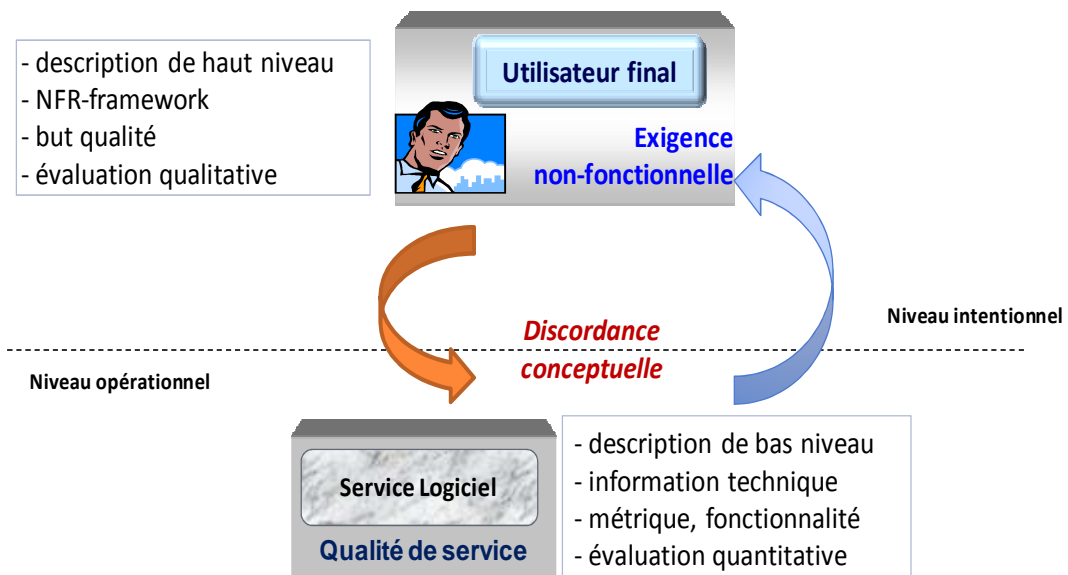 - description de haut niveau
- NFR-framework
- but qualité
- évaluation qualitative
Utilisateur final
Exigence
non-fonctionnelle
Discordance
conceptuelle
Niveau intentionnel
Niveau opérationnel
Service Logiciel
Qualité de service
- description de bas niveau
- information technique
- métrique, fonctionnalité
- évaluation quantitative